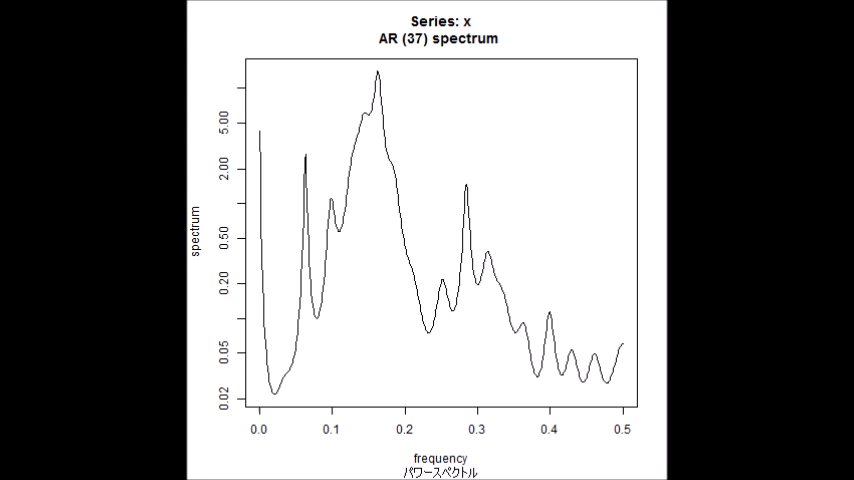 Series: x
AR (37) spectrum
spectrum
5.00
2.00
0.50
0.20
0.05
0.02
0.0 0.1 0.2 0.3 0.4 0.5
frequency
パワースペクトル